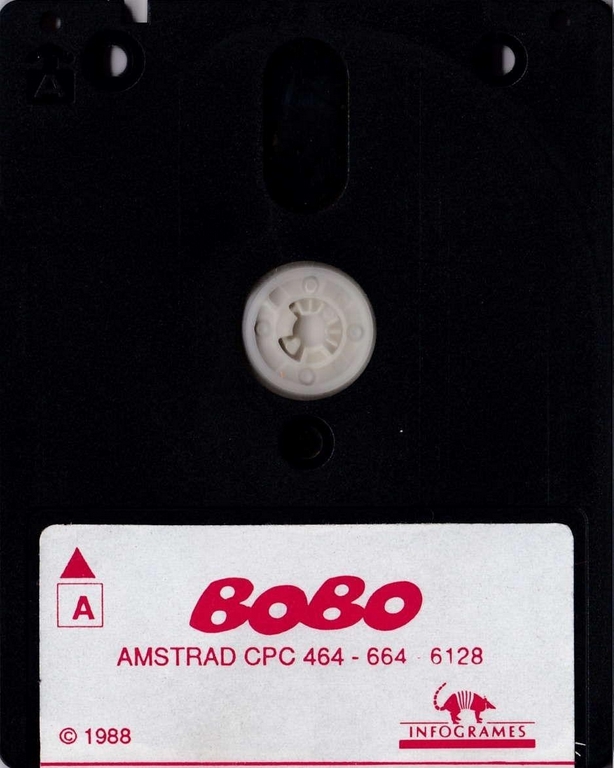 A
A
BOBO
AMSTRAD CPC 464 - 664 - 6128
© 1988
INFOGRAMES